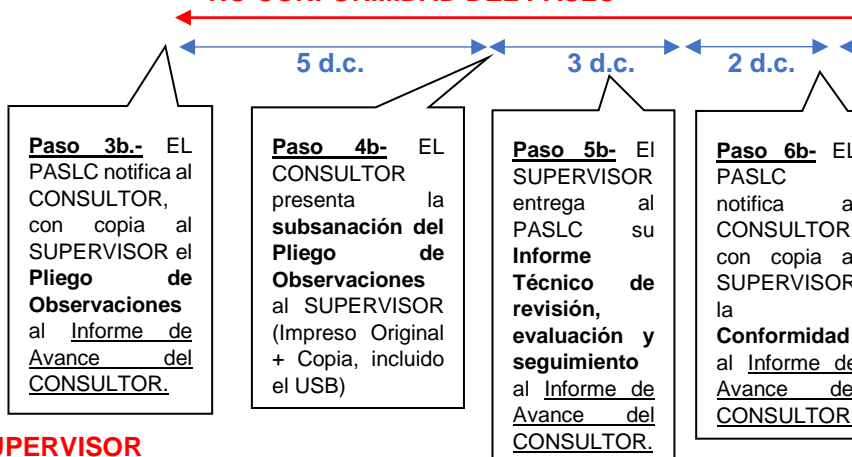 5 d.c.
3 d.c.
2 d.c.
Paso 3b.- EL
PASLC notifica al
CONSULTOR,
con copia al
SUPERVISOR el
Pliego de
Observaciones
al Informe de
Avance del
CONSULTOR.
Paso 4b- EL
CONSULTOR
presenta la
subsanación del
Pliego de
Observaciones
al SUPERVISOR
(Impreso Original
+ Copia, incluido
el USB)
Paso 5b- El
SUPERVISOR
entrega al
PASLC su
Informe
Técnico de
revisión,
evaluación y
seguimiento
al Informe de
Avance del
CONSULTOR.
Paso 6b- EL
PASLC
notifica a
CONSULTOR
con copia a
SUPERVISOR
la
Conformidad
al Informe de
Avance de
CONSULTOR.
UPERVISOR